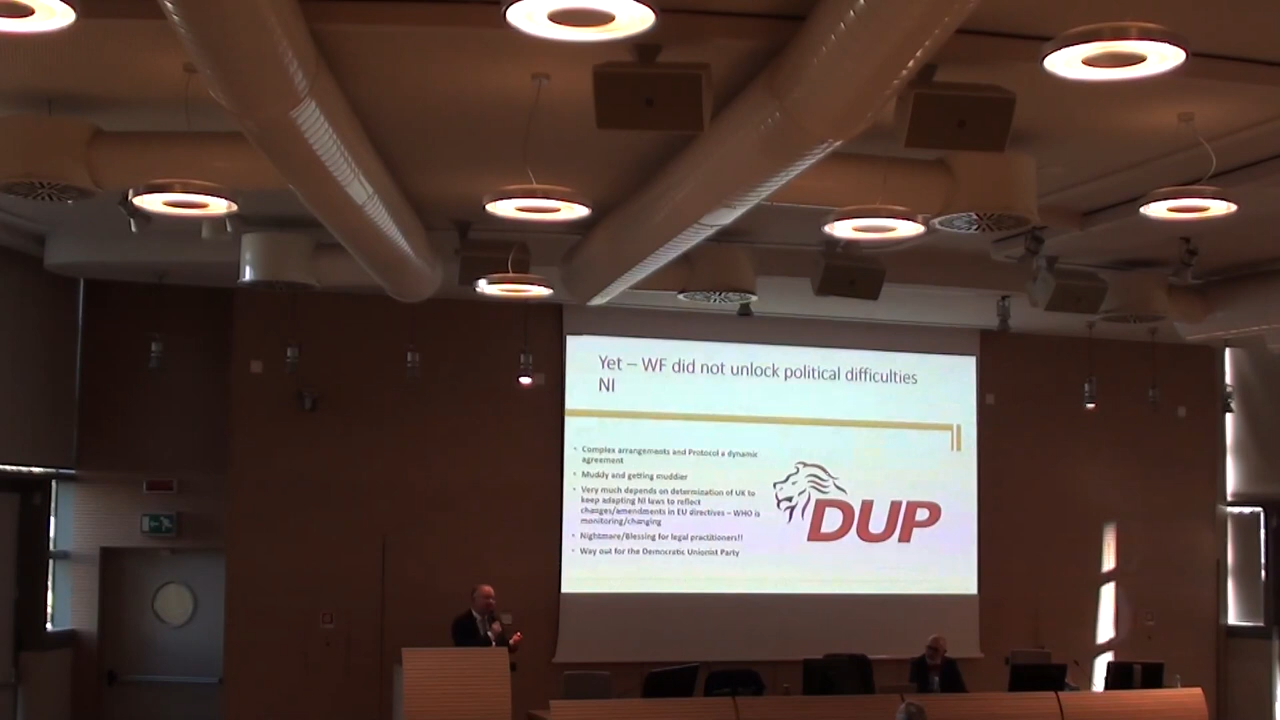 Yet – WF did not unlock political difficulties
NI
• Complex arrangements and Protocol a dynamic
agreement
• Muddy and getting muddier
• Very much depends on determination of UK to
keep adapting NI laws to reflect
changes/amendments in EU directives – WHO is
monitoring/changing
• Nightmare/Blessing for legal practitioners!!
• Way out for the Democratic Unionist Party
DUP